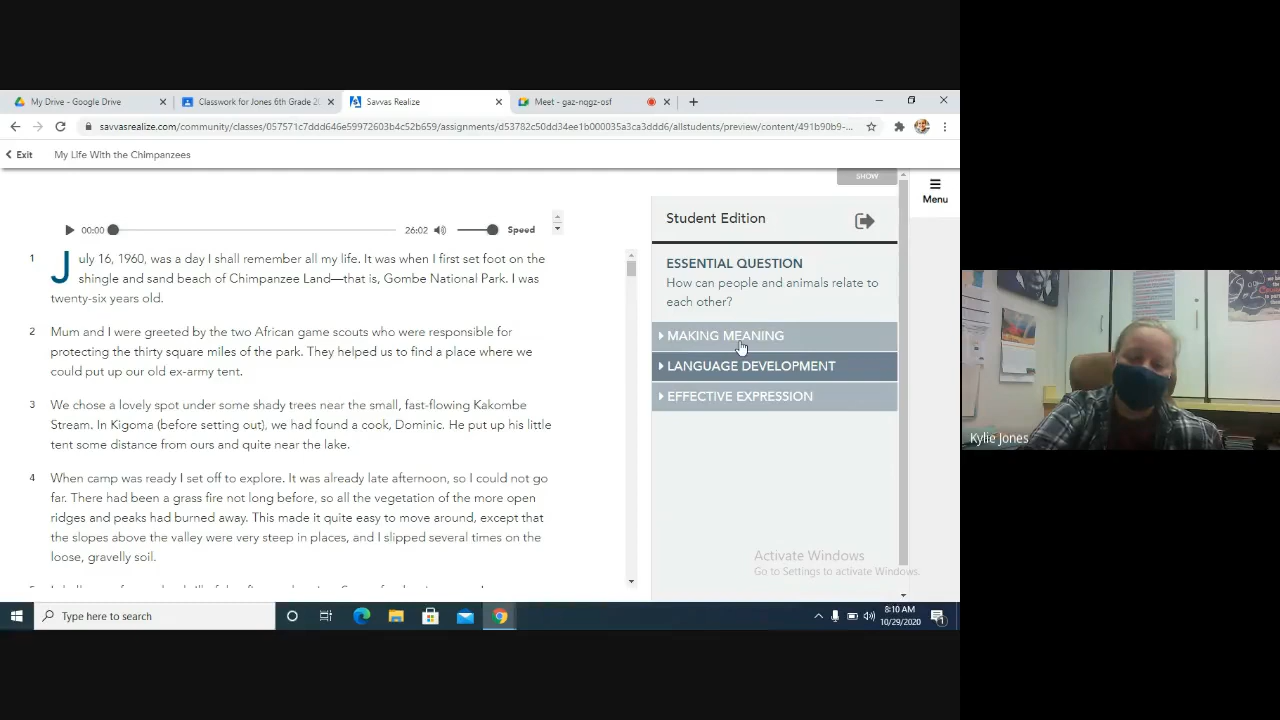 My Drive - Google Drive
Classwork for Jones 6th Grade 2
Savvas Realize
Meet - gaz-nqgz-osf
savvasrealize.com/community/classes/057571c7ddd646e59972603b4c52b659/assignments/d53782c50dd34ee1b000035a3ca3ddd6/allstudents/preview/content/491b90b9-...
Exit
My Life With the Chimpanzees
SHOW
Menu
Student Edition
00:00
26:02
Speed
1 July 16, 1960, was a day I shall remember all my life. It was when I first set foot on the
shingle and sand beach of Chimpanzee Land—that is, Gombe National Park. I was
twenty-six years old.
2 Mum and I were greeted by the two African game scouts who were responsible for
protecting the thirty square miles of the park. They helped us to find a place where we
could put up our old ex-army tent.
3 We chose a lovely spot under some shady trees near the small, fast-flowing Kakombe
Stream. In Kigoma (before setting out), we had found a cook, Dominic. He put up his little
tent some distance from ours and quite near the lake.
4 When camp was ready I set off to explore. It was already late afternoon, so I could not go
far. There had been a grass fire not long before, so all the vegetation of the more open
ridges and peaks had burned away. This made it quite easy to move around, except that
the slopes above the valley were very steep in places, and I slipped several times on the
loose, gravelly soil.
ESSENTIAL QUESTION
How can people and animals relate to
each other?
MAKING MEANING
LANGUAGE DEVELOPMENT
EFFECTIVE EXPRESSION
Activate Windows
Go to Settings to activate Windows.
Kylie Jones
Type here to search
8:10 AM
10/29/2020
1